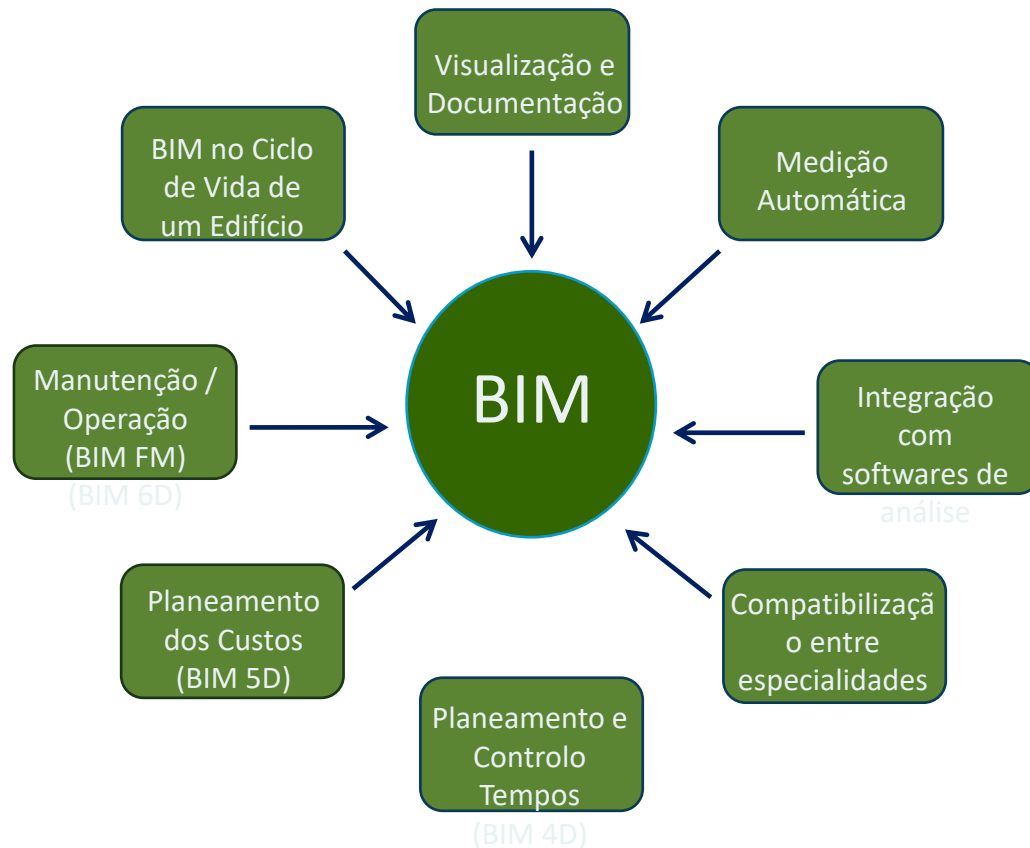 Visualização e
Documentação
BIM no Ciclo
de Vida de
um Edifício
Medição
Automática
BIM
Manutenção /
Operação
(BIM FM)
(BIM 6D)
Integração
com
softwares de
análise
Planeamento
dos Custos
(BIM 5D)
Compatibilizaçã
o entre
especialidades
Planeamento e
Controlo
Tempos
(BIM 4D)